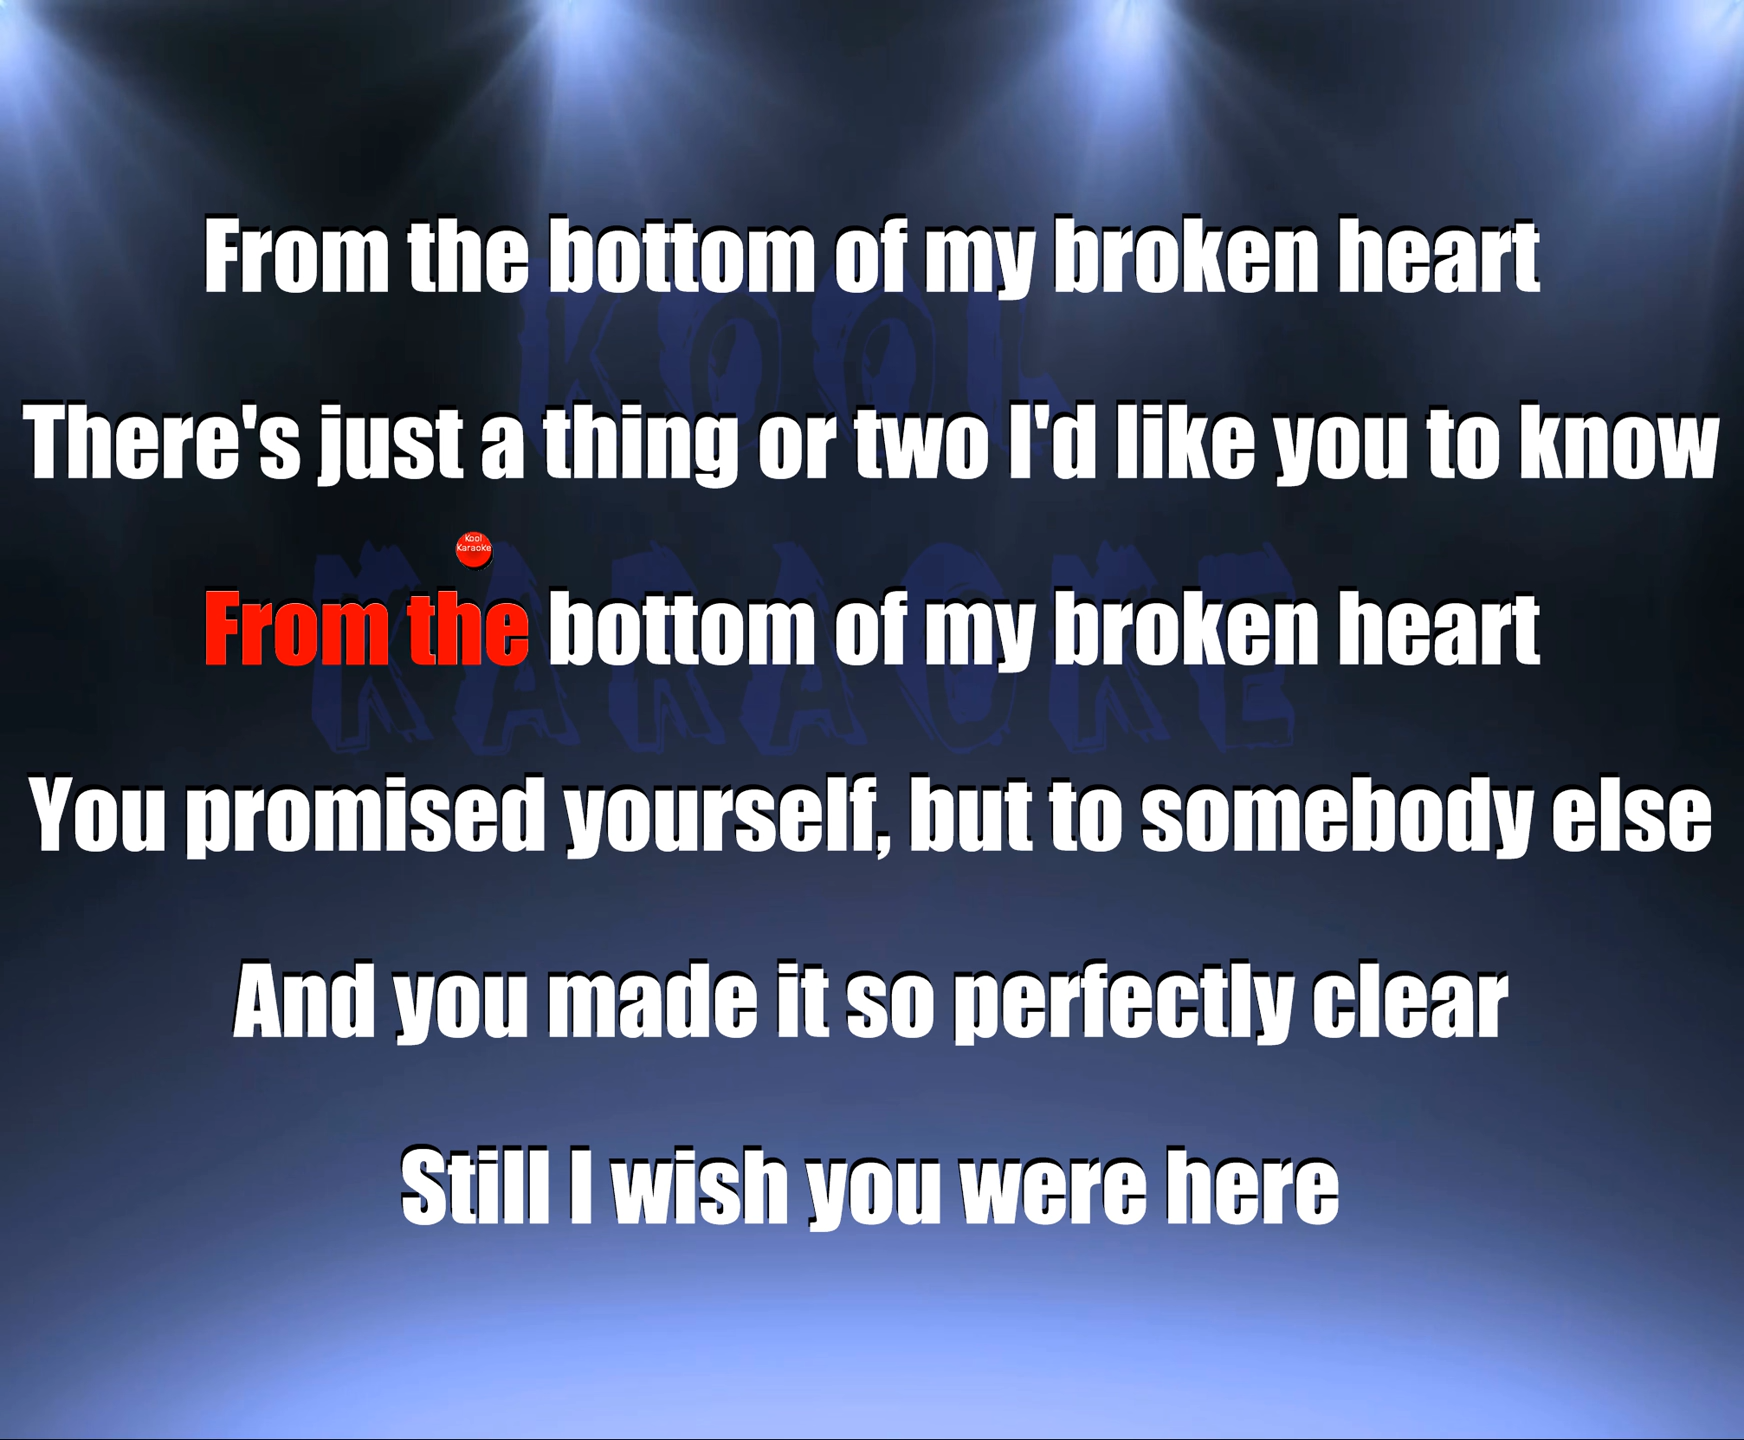 From the bottom of my broken heart
There's just a thing or two I'd like you to know
Kool
Karaoke
From the bottom of my broken heart
You promised yourself, but to somebody else
And you made it so perfectly clear
Still I wish you were here
KOOL
KARAOKE